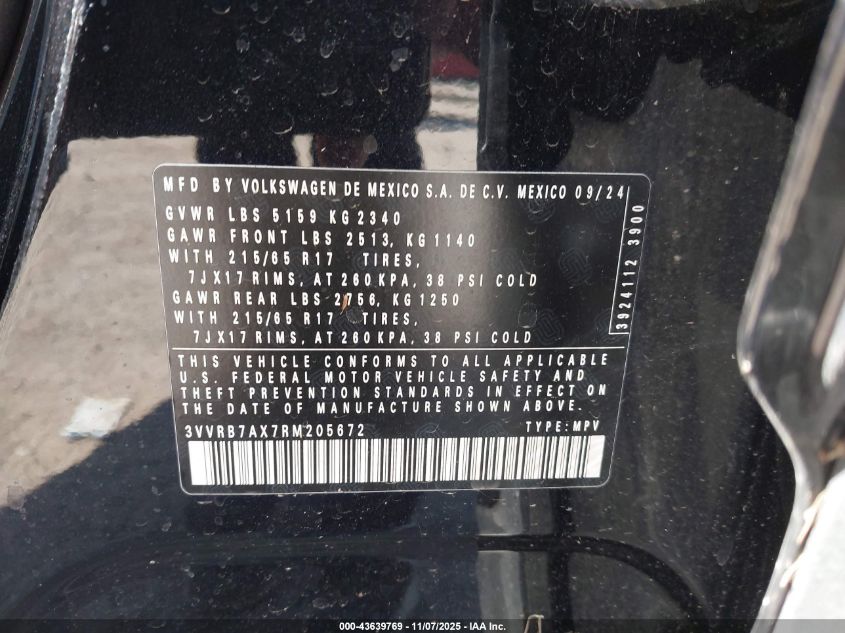 MFD BY VOLKSWAGEN DE MEXICO S.A. DE C.V. MEXICO 09/24
GVWR LBS 5159 KG 2340
GAWR FRONT LBS 2513, KG 1140
WITH 215/65 R17 TIRES,
7JX17 RIMS, AT 260 KPA, 38 PSI COLD
GAWR REAR LBS 2756, KG 1250
WITH 215/65 R17 TIRES,
7JX17 RIMS, AT 260 KPA, 38 PSI COLD
3924112 3900
THIS VEHICLE CONFORMS TO ALL APPLICABLE
U.S. FEDERAL MOTOR VEHICLE SAFETY AND
THEFT PREVENTION STANDARDS IN EFFECT ON
THE DATE OF MANUFACTURE SHOWN ABOVE.
3VVRB7AX7RM205672 TYPE: MPV
000-43639769 - 11/07/2025 - IAA Inc.